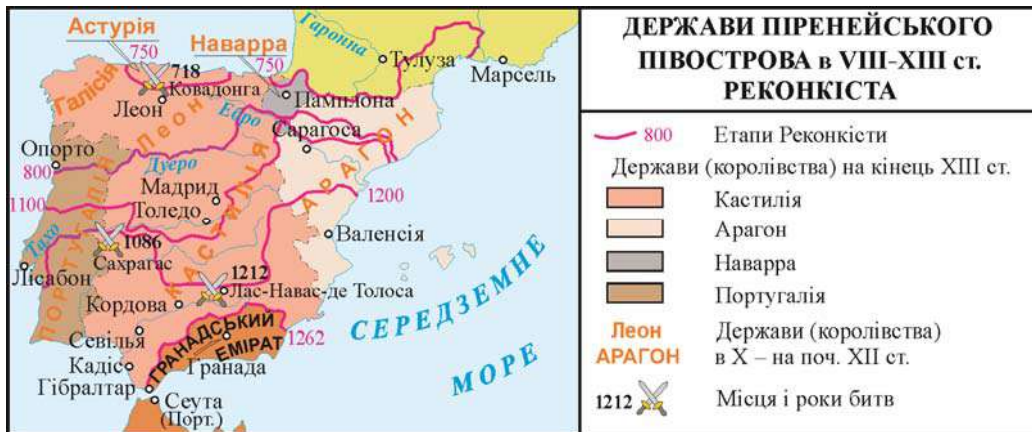 Астурія
Наварра
750
750
Гаронна
Тулуза
Марсель
718
Ковадонга
Галісія
Леон
Леон
Памплона
Ебро
Сарагоса
АРАГОН
Опорто
800
Дуеро
Мадрид
Толедо
КАСТИЛІЯ
1200
1100
ПОРТУГАЛІЯ
Тахо
1086
Сахрагас
Валенсія
Лісабон
1212
Лас-Навас-де Толоса
Кордова
СЕРЕДЗЕМНЕ
МОРЕ
Севілья
ГРАНАДСЬКИЙ
ЕМІРАТ
1262
Кадіс
Гранада
Гібралтар
Сеута
(Порт.)
ДЕРЖАВИ ПІРЕНЕЙСЬКОГО
ПІВОСТРОВА в VIII-XIII ст.
РЕКОНКІСТА
800 Етапи Реконкісти
Держави (королівства) на кінець XIII ст.
Кастилія
Арагон
Наварра
Португалія
Леон Держави (королівства)
АРАГОН в X – на поч. XII ст.
1212 Місця і роки битв